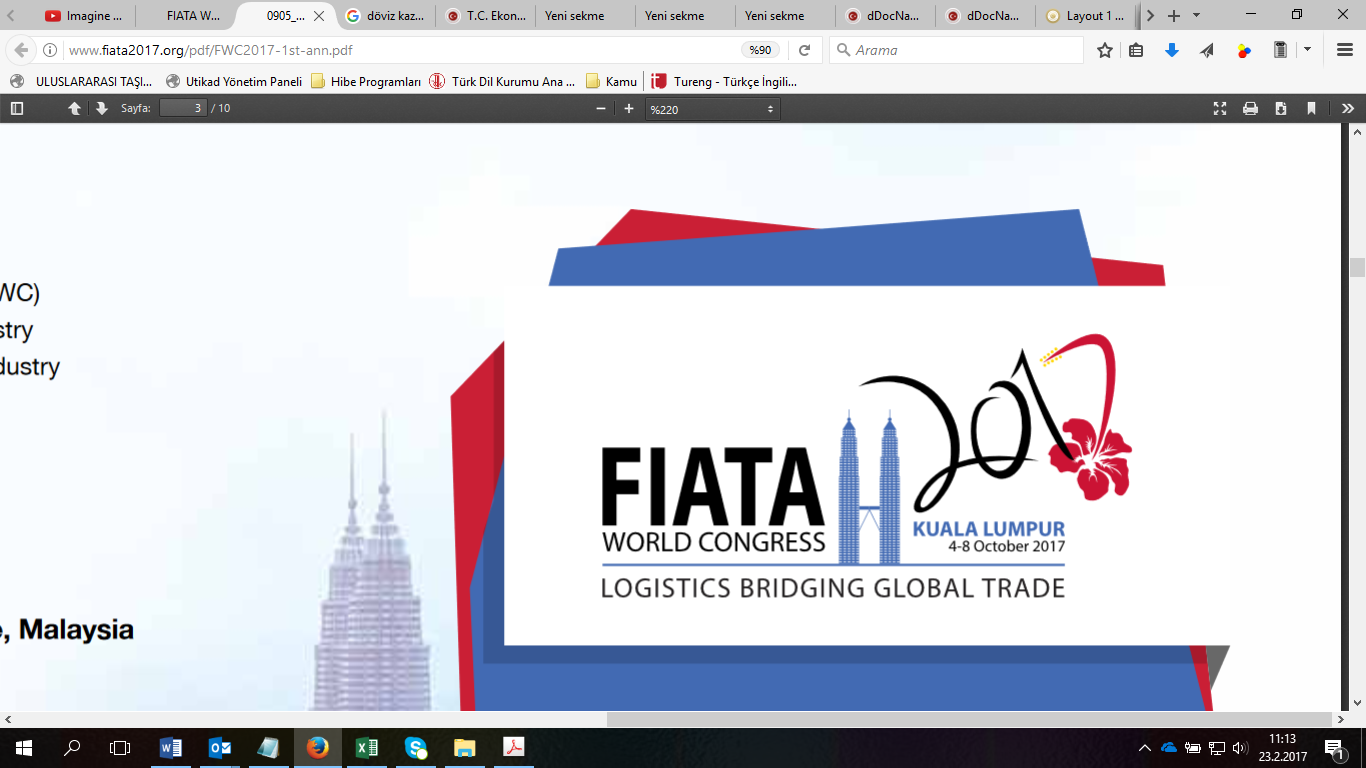 Imagine ...
FIATA W...
0905_...
döviz kaz...
T.C. Ekon...
Yeni sekme
Yeni sekme
Yeni sekme
dDocNa...
dDocNa...
Layout 1 ...
www.fiata2017.org/pdf/FWC2017-1st-ann.pdf
%90
Arama
ULUSLARARASI TAŞI...
Utikad Yönetim Paneli
Hibe Programları
Türk Dil Kurumu Ana ...
Kamu
Tureng - Türkçe İngili...
Sayfa:
3
/ 10
%220
WC)
stry
dustry
e, Malaysia
2017
FIATA
WORLD CONGRESS
KUALA LUMPUR
4-8 October 2017
LOGISTICS BRIDGING GLOBAL TRADE
11:13
23.2.2017
1